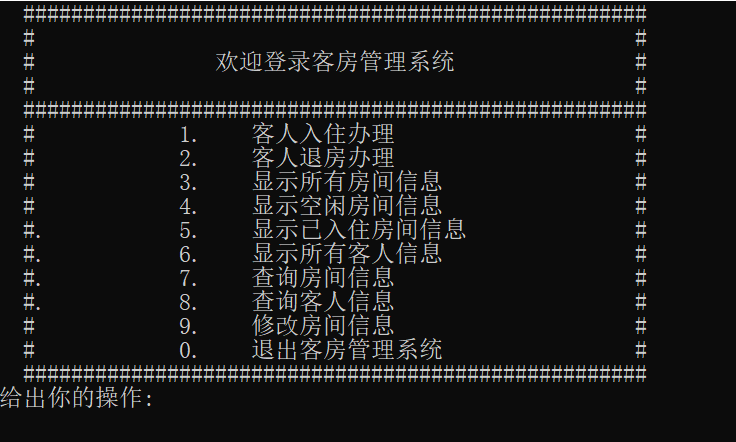 ####################################################
#                                                  #
#               欢迎登录客房管理系统               #
#                                                  #
####################################################
#            1.    客人入住办理                    #
#            2.    客人退房办理                    #
#            3.    显示所有房间信息                #
#            4.    显示空闲房间信息                #
#.           5.    显示已入住房间信息              #
#.           6.    显示所有客人信息                #
#.           7.    查询房间信息                    #
#.           8.    查询客人信息                    #
#            9.    修改房间信息                    #
#            0.    退出客房管理系统                #
####################################################
给出你的操作: